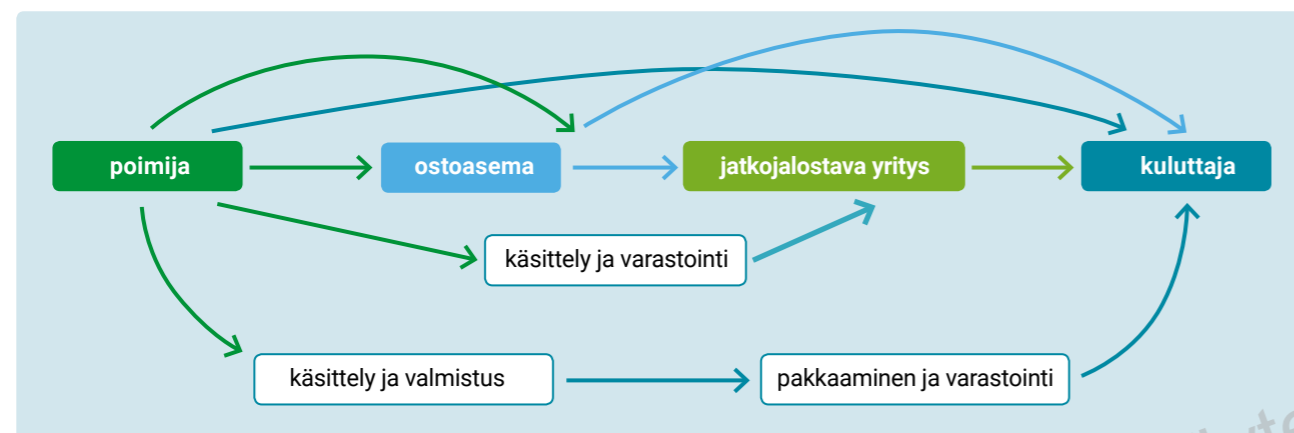 poimija
ostoasema
jatkojalostava yritys
kuluttaja
käsittely ja varastointi
käsittely ja valmistus
pakkaaminen ja varastointi